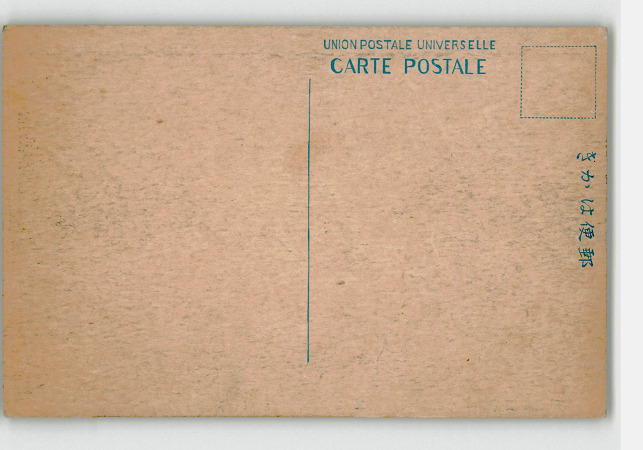 UNION POSTALE UNIVERSELLE
CARTE POSTALE
きかは便郵